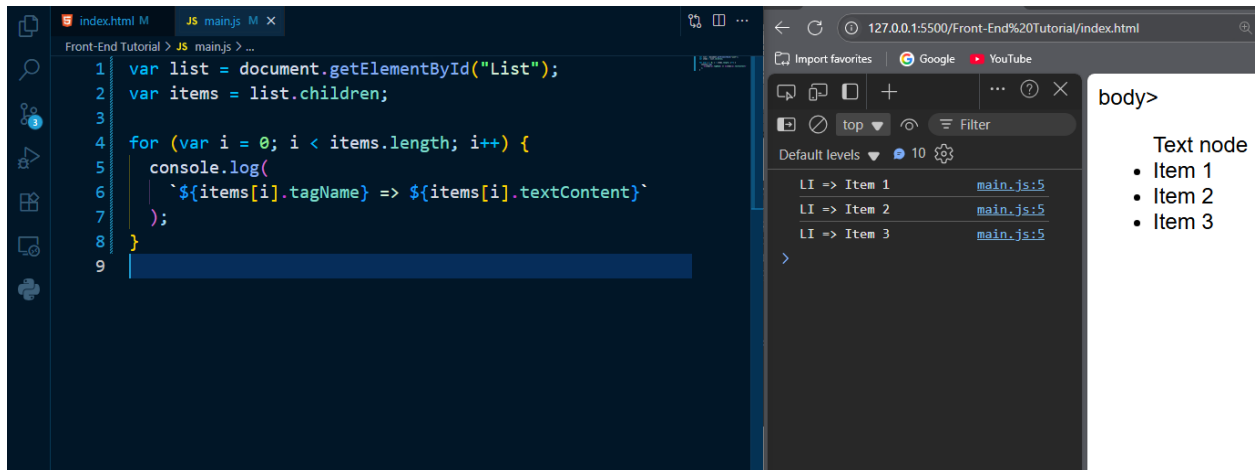 index.html M JS main.js M ×
Front-End Tutorial > JS main.js > ...
1 var list = document.getElementById("List");
2 var items = list.children;
3
4 for (var i = 0; i < items.length; i++) {
5 console.log(
6 `${items[i].tagName} => ${items[i].textContent}`
7 );
8 }
9
3
127.0.0.1:5500/Front-End%20Tutorial/index.html
Import favorites Google YouTube
top Filter
Default levels 10
LI => Item 1 main.js:5
LI => Item 2 main.js:5
LI => Item 3 main.js:5
>
body>
Text node
• Item 1
• Item 2
• Item 3